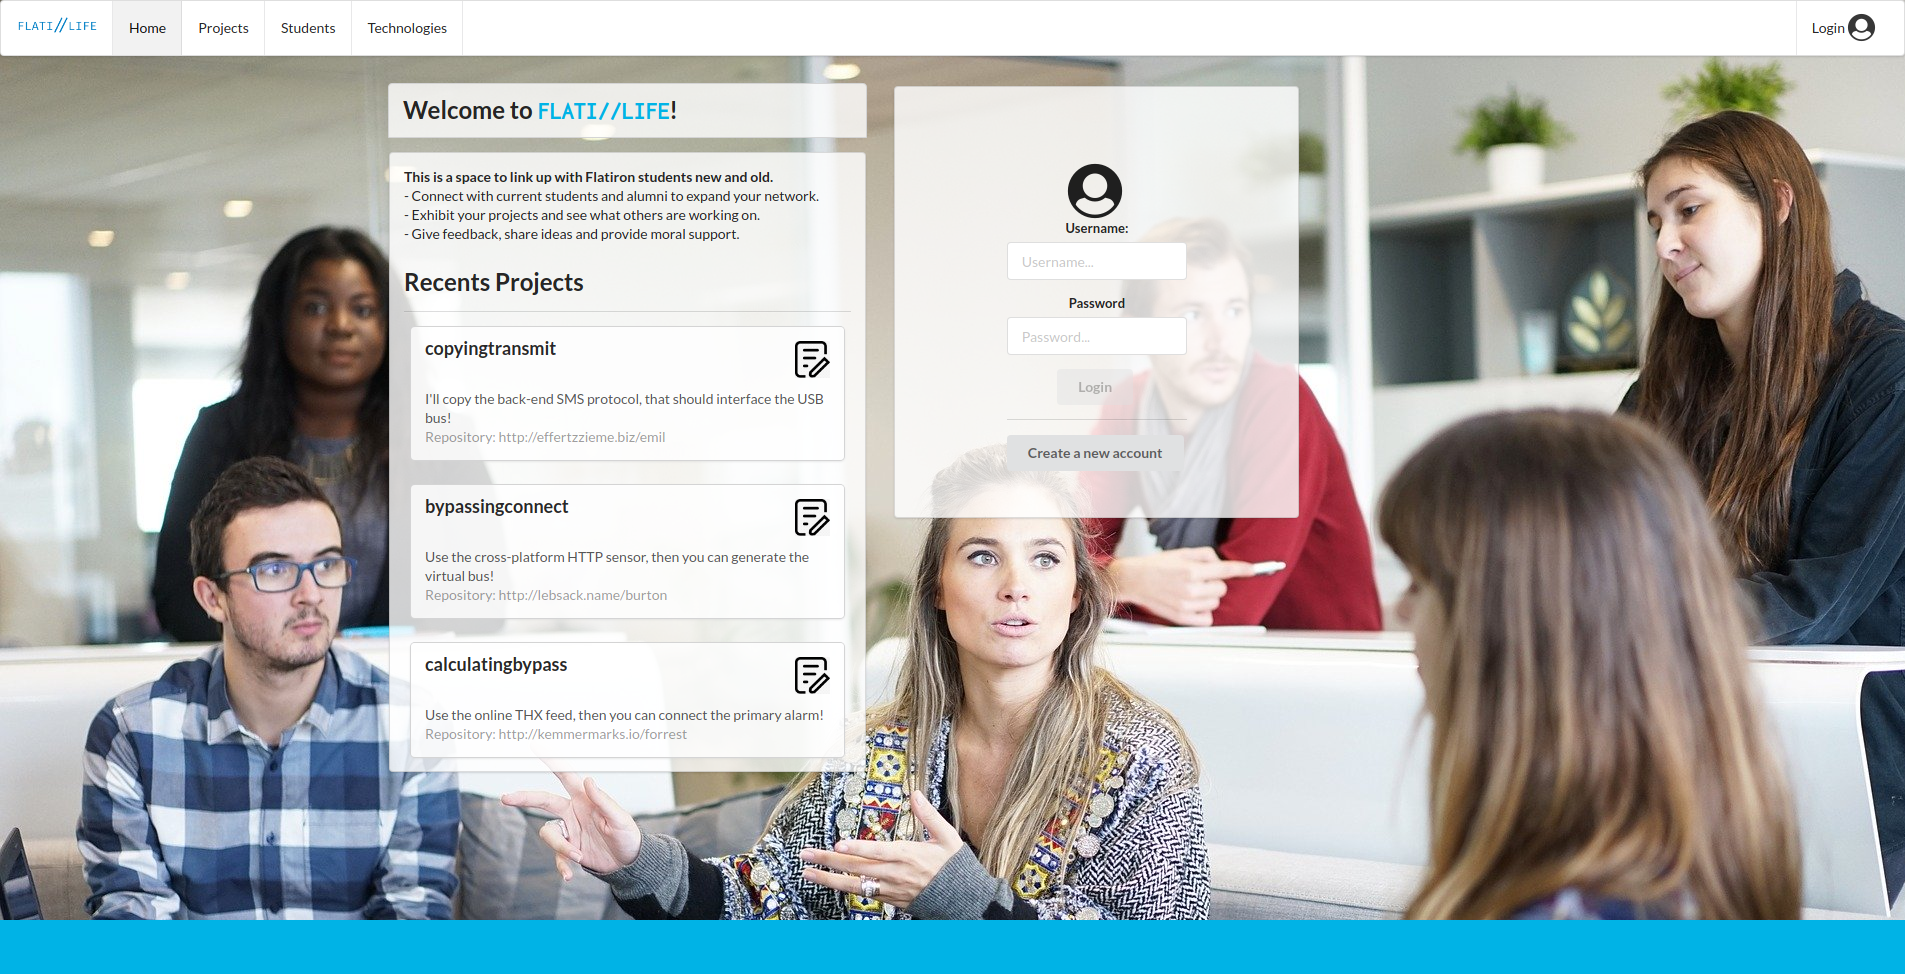 FLATI//LIFE
Home
Projects
Students
Technologies
Login
Welcome to FLATI//LIFE!
This is a space to link up with Flatiron students new and old.
- Connect with current students and alumni to expand your network.
- Exhibit your projects and see what others are working on.
- Give feedback, share ideas and provide moral support.
Recents Projects
copyingtransmit
I'll copy the back-end SMS protocol, that should interface the USB
bus!
Repository: http://effertzzieme.biz/emil
bypassingconnect
Use the cross-platform HTTP sensor, then you can generate the
virtual bus!
Repository: http://lebsack.name/burton
calculatingbypass
Use the online THX feed, then you can connect the primary alarm!
Repository: http://kemmermarks.io/forrest
Username:
Username...
Password
Password...
Login
Create a new account